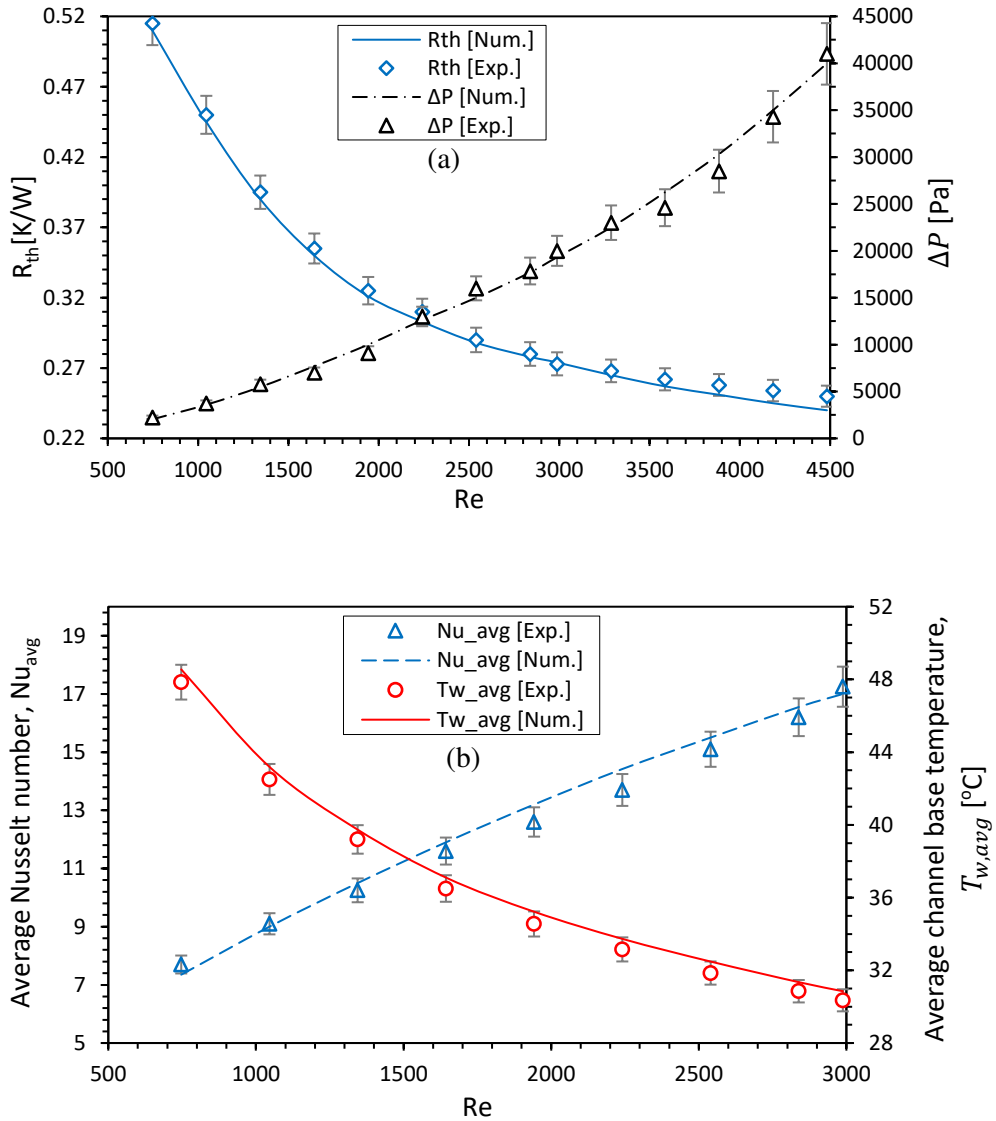 0.52
0.47
0.42
0.37
0.32
0.27
0.22
R_th [K/W]
Rth [Num.]
Rth [Exp.]
ΔP [Num.]
ΔP [Exp.]
(a)
45000
40000
35000
30000
25000
20000
15000
10000
5000
0
ΔP [Pa]
500 1000 1500 2000 2500 3000 3500 4000 4500
Re
19
17
15
13
11
9
7
5
Average Nusselt number, Nu_avg
Nu_avg [Exp.]
Nu_avg [Num.]
Tw_avg [Exp.]
Tw_avg [Num.]
(b)
52
48
44
40
36
32
28
Average channel base temperature,
T_w,avg [°C]
500 1000 1500 2000 2500 3000
Re